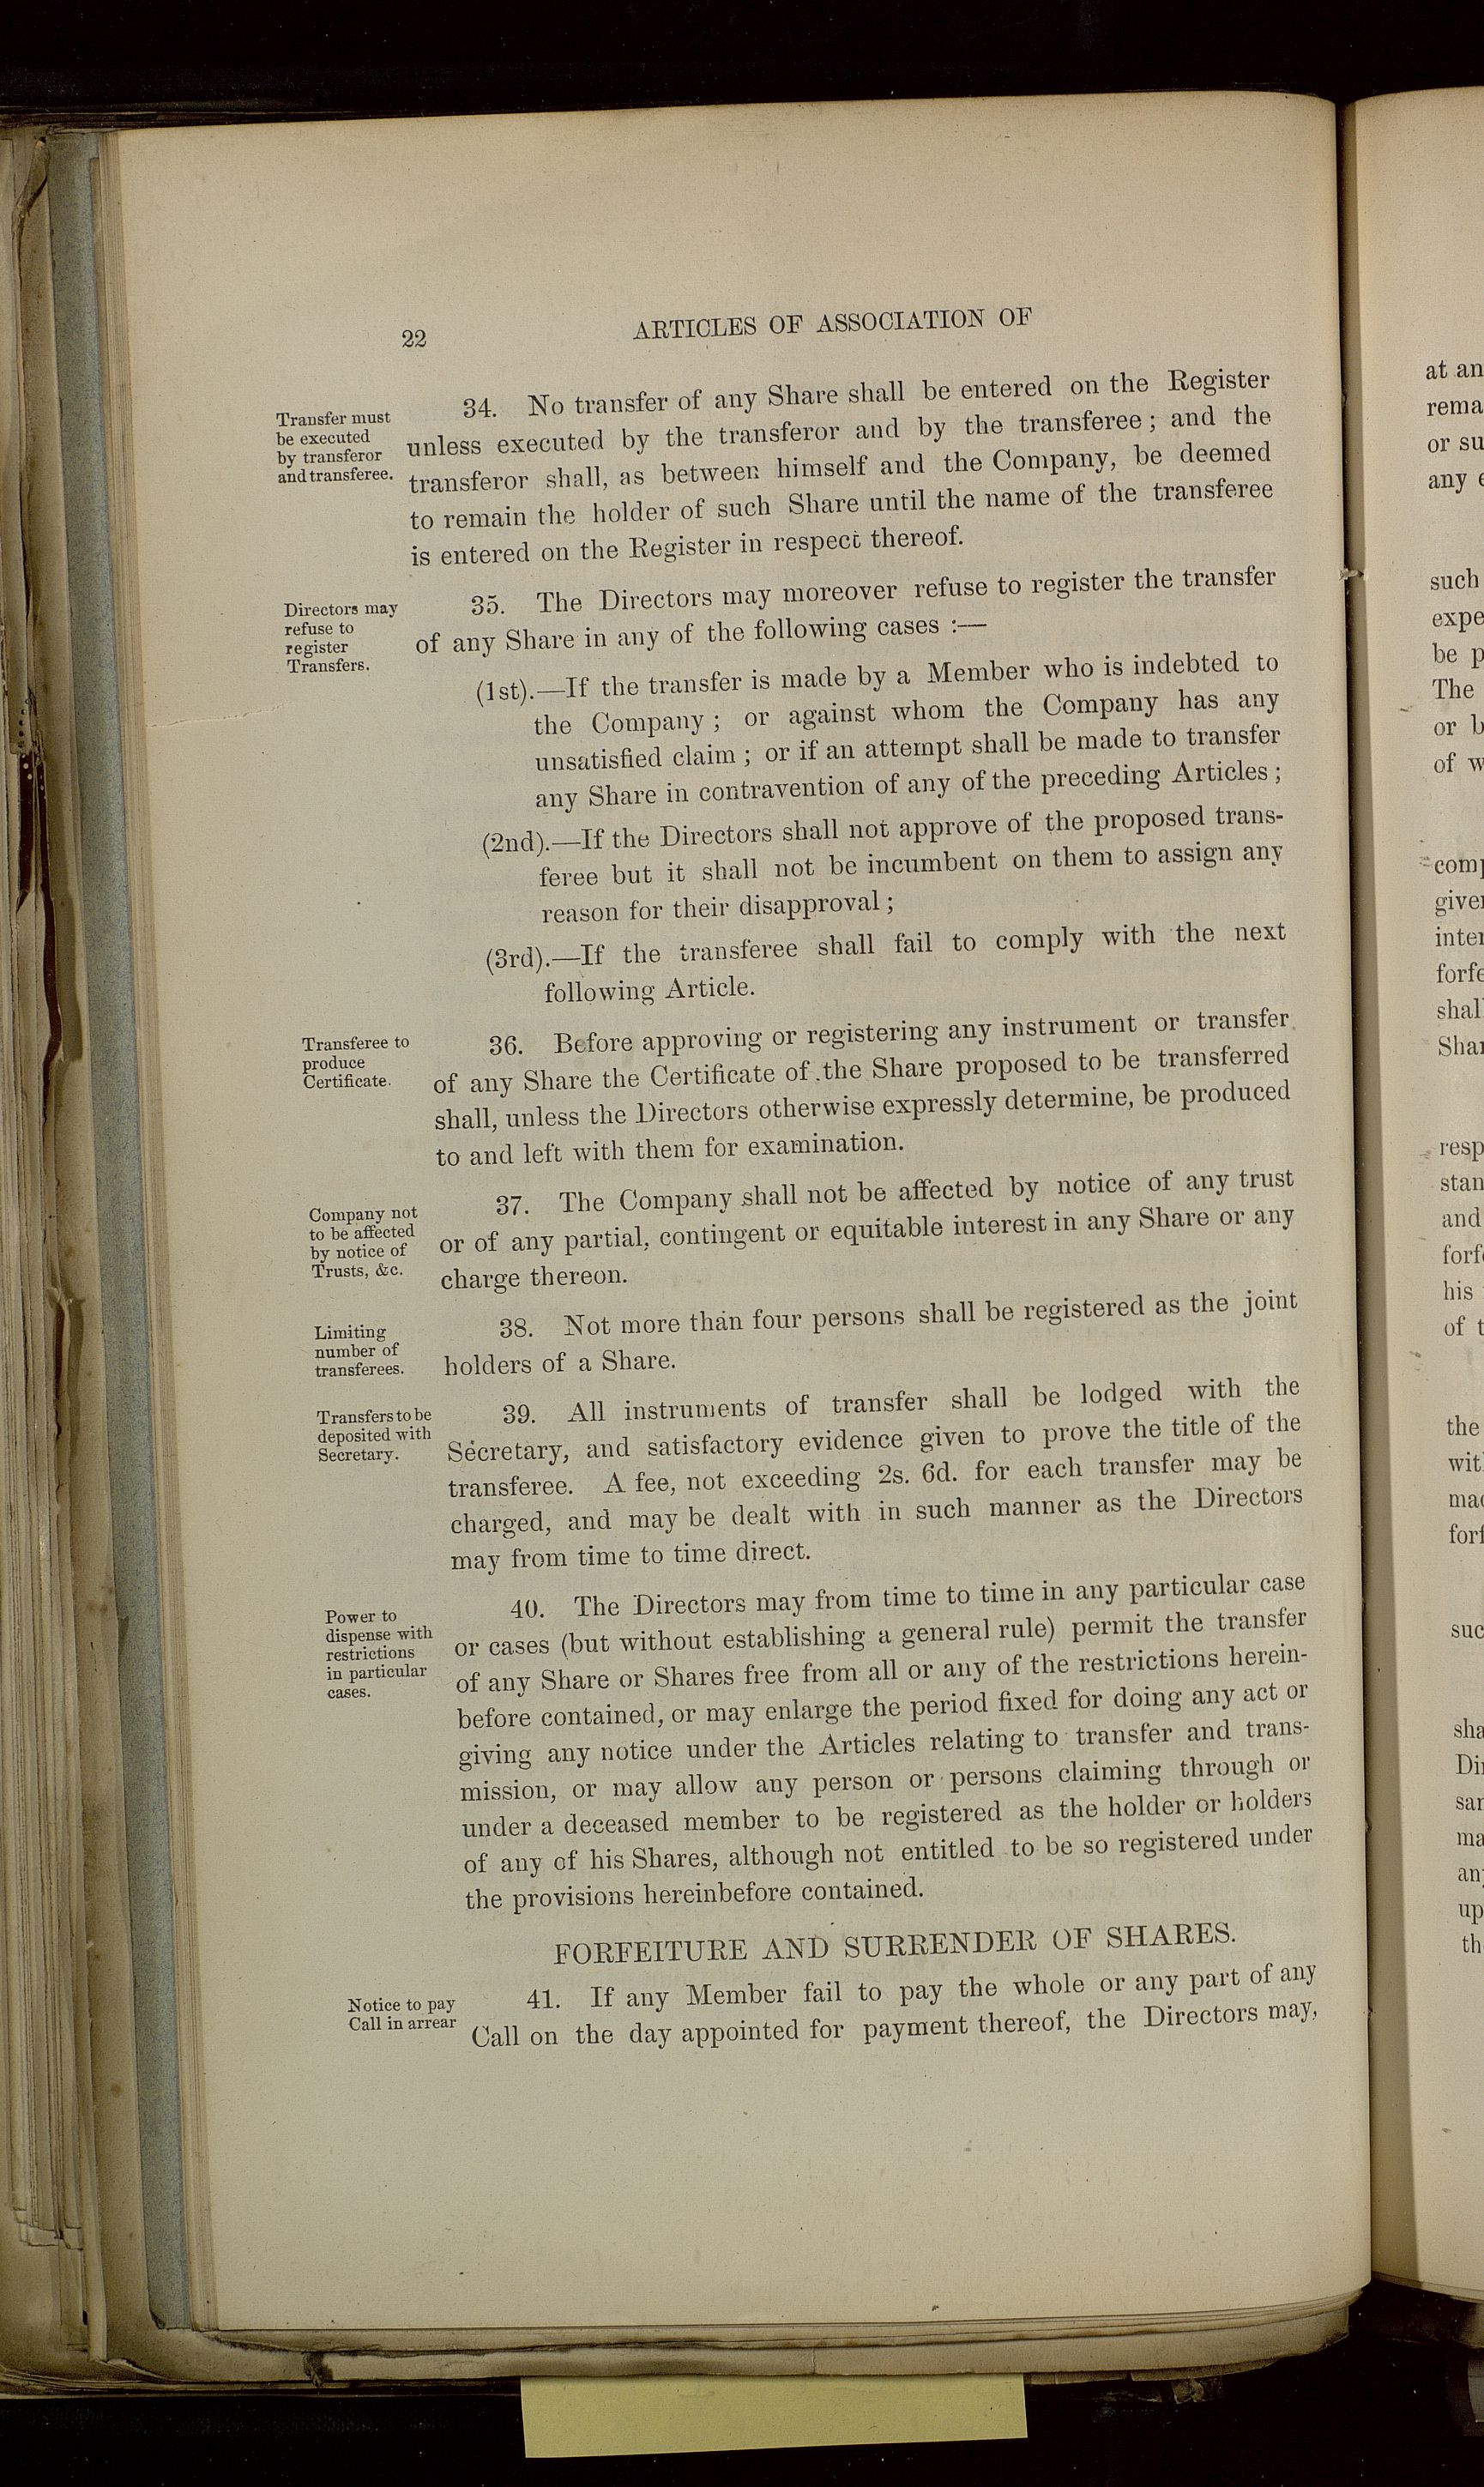 22
ARTICLES OF ASSOCIATION OF
Transfer must
be executed
by transferor
and transferee.
34. No transfer of any Share shall be entered on the Register
unless executed by the transferor and by the transferee; and the
transferor shall, as between himself and the Company, be deemed
to remain the holder of such Share until the name of the transferee
is entered on the Register in respect thereof.
Directors may
refuse to
register
Transfers.
35. The Directors may moreover refuse to register the transfer
of any Share in any of the following cases :—
(1st).—If the transfer is made by a Member who is indebted to
the Company; or against whom the Company has any
unsatisfied claim; or if an attempt shall be made to transfer
any Share in contravention of any of the preceding Articles;
(2nd).—If the Directors shall not approve of the proposed trans-
feree but it shall not be incumbent on them to assign any
reason for their disapproval;
(3rd).—If the transferee shall fail to comply with the next
following Article.
Transferee to
produce
Certificate.
36. Before approving or registering any instrument or transfer
of any Share the Certificate of the Share proposed to be transferred
shall, unless the Directors otherwise expressly determine, be produced
to and left with them for examination.
Company not
to be affected
by notice of
Trusts, &c.
37. The Company shall not be affected by notice of any trust
or of any partial, contingent or equitable interest in any Share or any
charge thereon.
Limiting
number of
transferees.
38. Not more than four persons shall be registered as the joint
holders of a Share.
Transfers to be
deposited with
Secretary.
39. All instruments of transfer shall be lodged with the
Secretary, and satisfactory evidence given to prove the title of the
transferee. A fee, not exceeding 2s. 6d. for each transfer may be
charged, and may be dealt with in such manner as the Directors
may from time to time direct.
Power to
dispense with
restrictions
in particular
cases.
40. The Directors may from time to time in any particular case
or cases (but without establishing a general rule) permit the transfer
of any Share or Shares free from all or any of the restrictions herein-
before contained, or may enlarge the period fixed for doing any act or
giving any notice under the Articles relating to transfer and trans-
mission, or may allow any person or persons claiming through or
under a deceased member to be registered as the holder or holders
of any of his Shares, although not entitled to be so registered under
the provisions hereinbefore contained.
FORFEITURE AND SURRENDER OF SHARES.
Notice to pay
Call in arrear
41. If any Member fail to pay the whole or any part of any
Call on the day appointed for payment thereof, the Directors may,